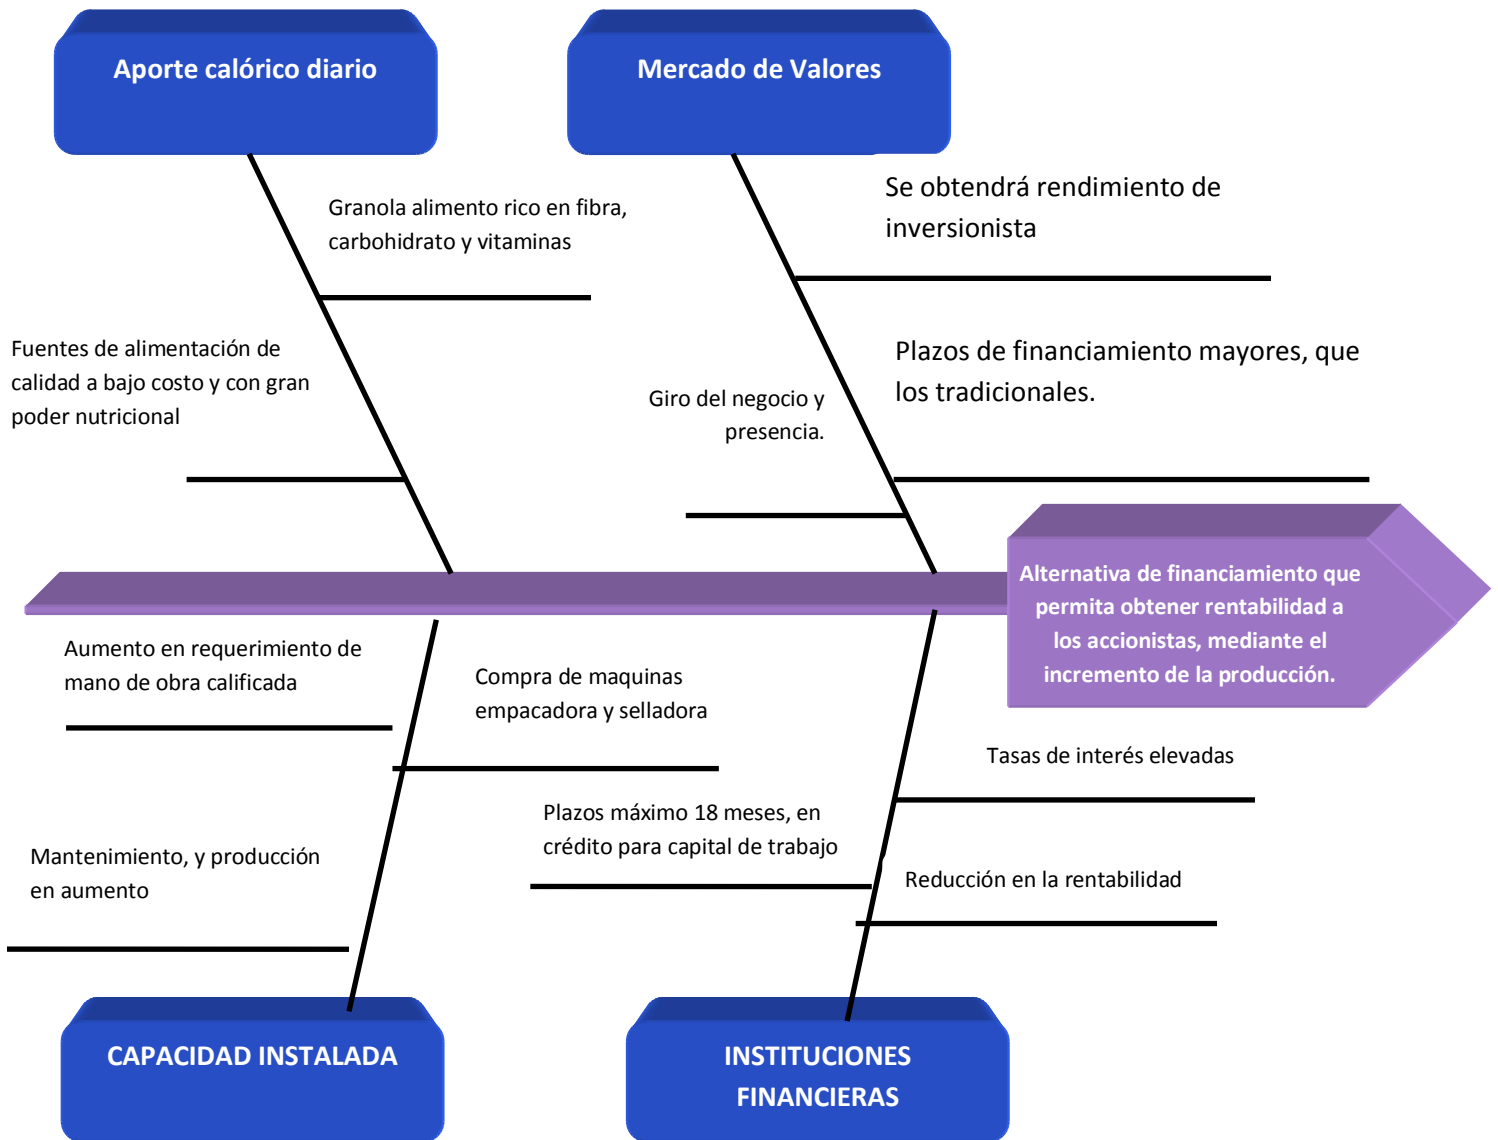 Aporte calórico diario
Mercado de Valores
Granola alimento rico en fibra,
carbohidrato y vitaminas
Se obtendrá rendimiento de
inversionista
Fuentes de alimentación de
calidad a bajo costo y con gran
poder nutricional
Plazos de financiamiento mayores, que
los tradicionales.
Giro del negocio y
presencia.
Alternativa de financiamiento que
permita obtener rentabilidad a
los accionistas, mediante el
incremento de la producción.
Aumento en requerimiento de
mano de obra calificada
Compra de maquinas
empacadora y selladora
Tasas de interés elevadas
Plazos máximo 18 meses, en
crédito para capital de trabajo
Mantenimiento, y producción
en aumento
Reducción en la rentabilidad
CAPACIDAD INSTALADA
INSTITUCIONES
FINANCIERAS